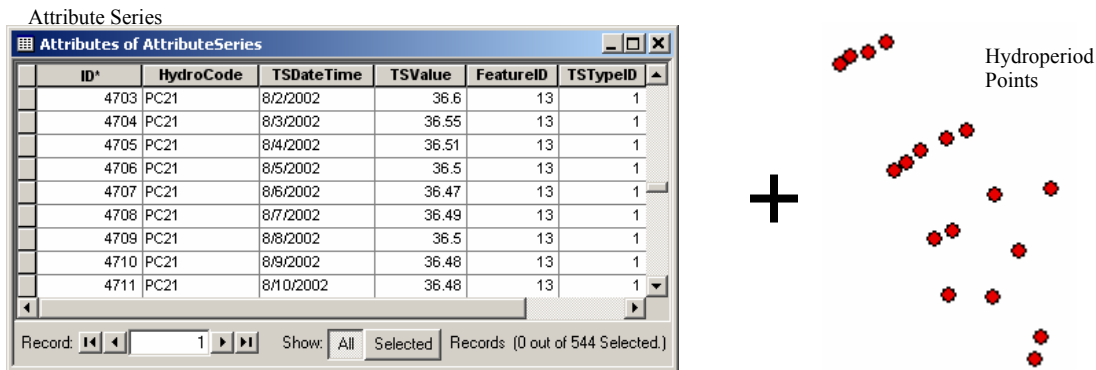 Attribute Series
Attributes of AttributeSeries
ID* HydroCode TSDateTime TSValue FeatureID TSTypeID
4703 PC21 8/2/2002 36.6 13 1
4704 PC21 8/3/2002 36.55 13 1
4705 PC21 8/4/2002 36.51 13 1
4706 PC21 8/5/2002 36.5 13 1
4707 PC21 8/6/2002 36.47 13 1
4708 PC21 8/7/2002 36.49 13 1
4709 PC21 8/8/2002 36.5 13 1
4710 PC21 8/9/2002 36.48 13 1
4711 PC21 8/10/2002 36.48 13 1
Record: 1 Show: All Selected Records (0 out of 544 Selected.)
+
Hydroperiod
Points